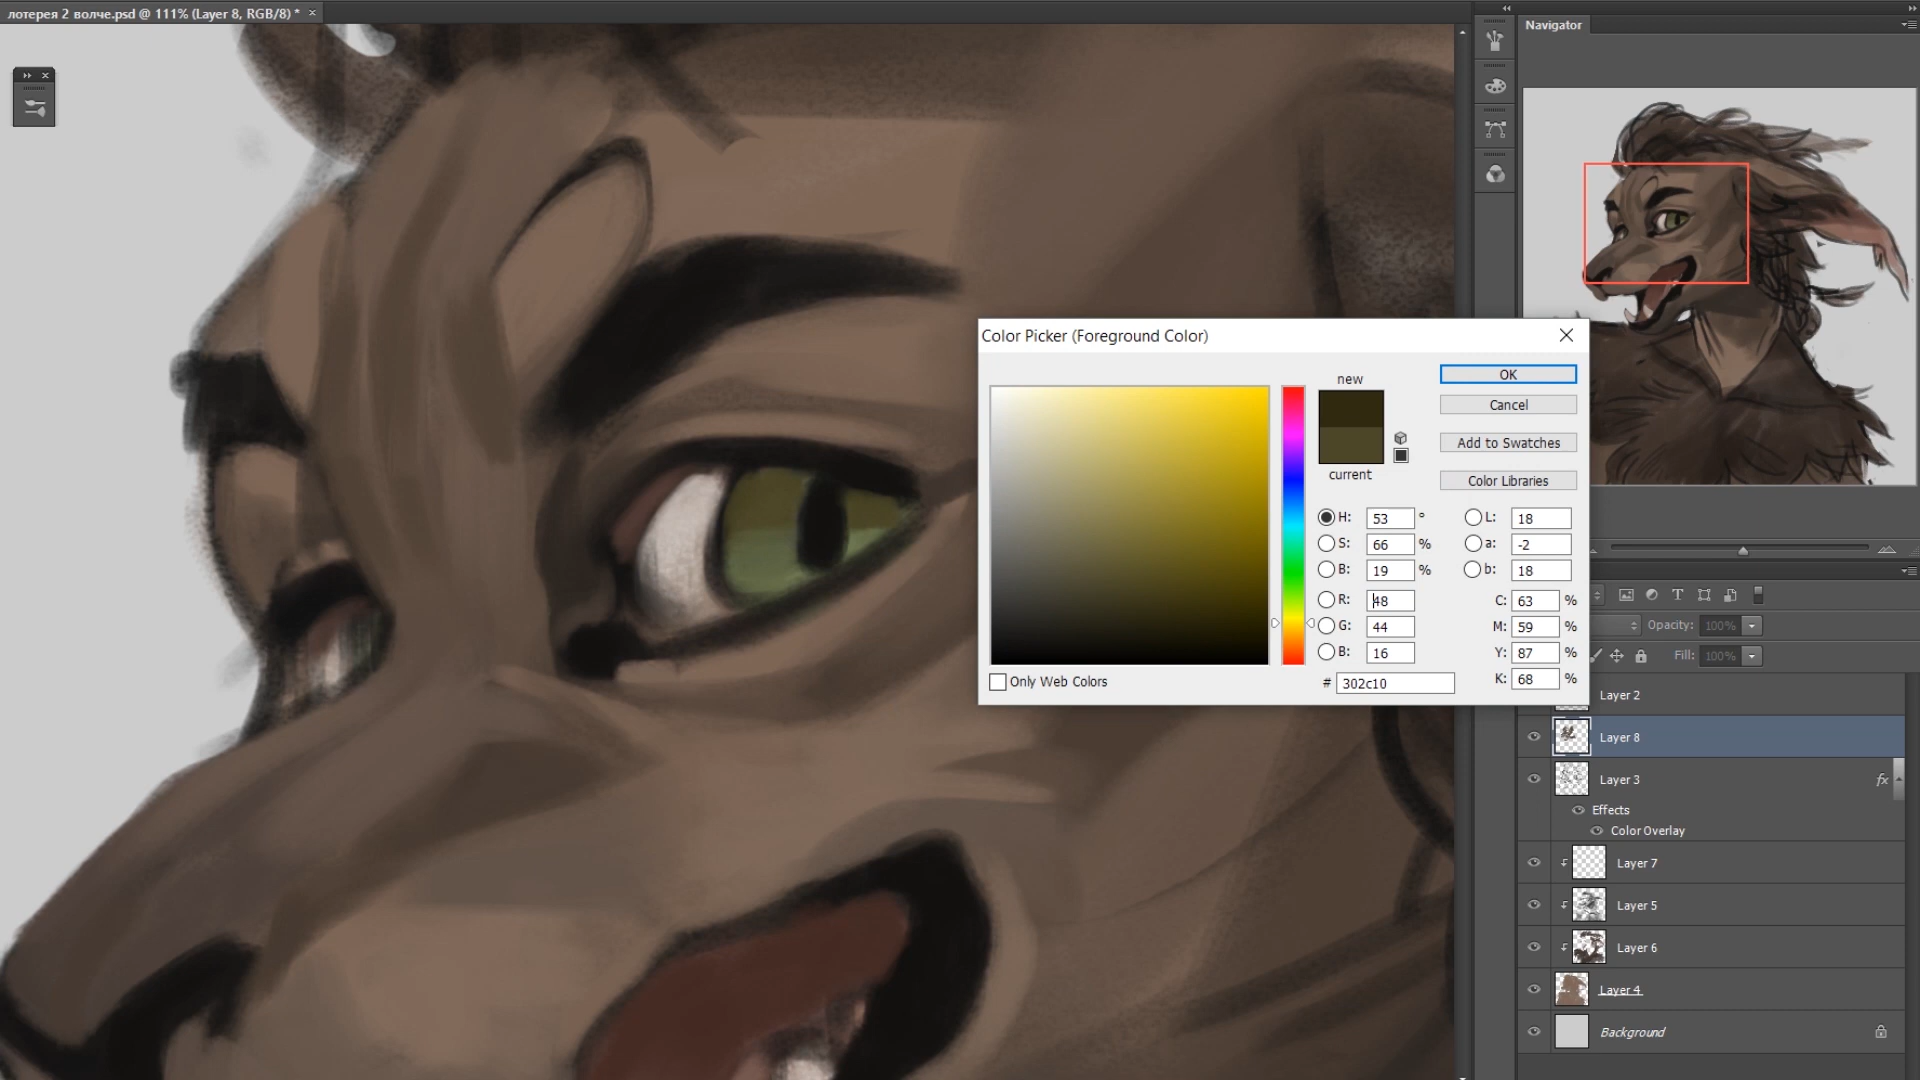 лотерея 2 волче.psd @ 111% (Layer 8, RGB/8) *
Navigator
Color Picker (Foreground Color)
new
current
OK
Cancel
Add to Swatches
Color Libraries
H: 53 °
S: 66 %
B: 19 %
R: 48
G: 44
B: 16
L: 18
a: -2
b: 18
C: 63 %
M: 59 %
Y: 87 %
K: 68 %
# 302c10
Only Web Colors
Opacity: 100%
Fill: 100%
Layer 2
Layer 8
Layer 3 fx
Effects
Color Overlay
Layer 7
Layer 5
Layer 6
Layer 4
Background